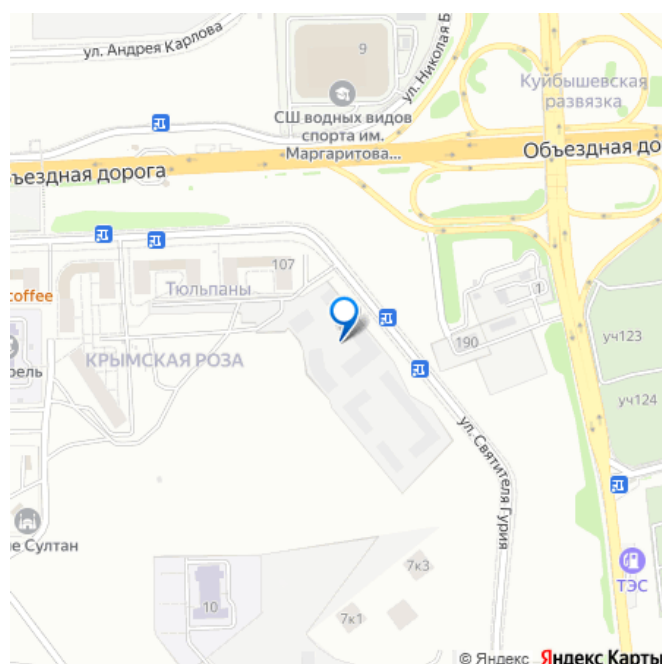 ул. Андрея Карлова
9
ул. Николая Б
СШ водных видов
спорта им.
Маргаритова...
Куйбышевская
развязка
Объездная до
ъездная дорога
107
Тюльпаны
coffee
1
190
уч123
КРЫМСКАЯ РОЗА
рель
уч124
ул. Святителя Гурия
е Султан
7к3
ТЭС
10
7к1
© Яндекс Яндекс Карты